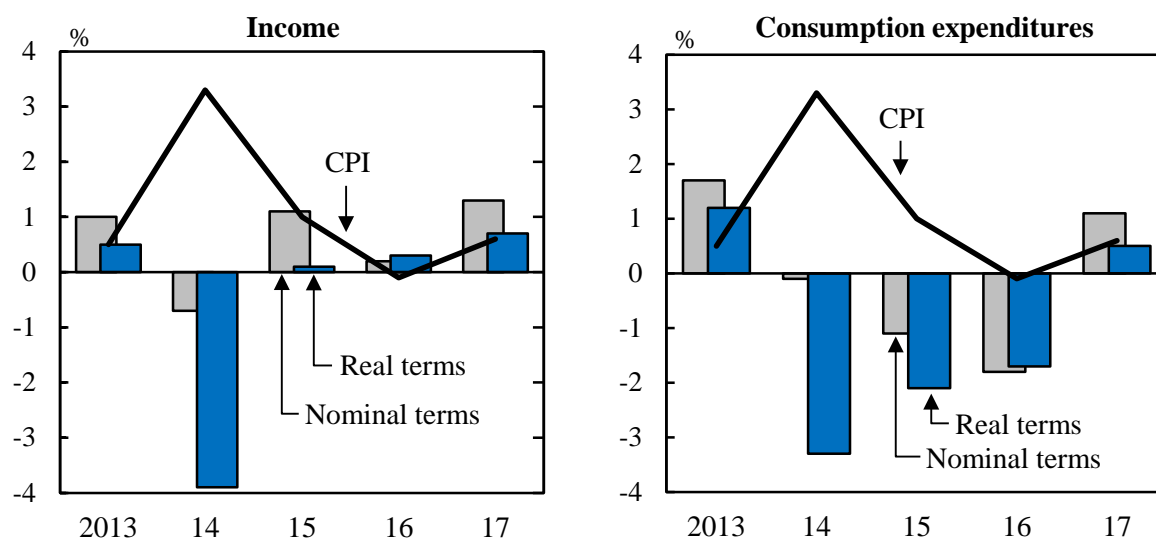 Income
%
4
3
2
1
0
-1
-2
-3
-4
CPI
Real terms
Nominal terms
2013 14 15 16 17
Consumption expenditures
%
4
3
2
1
0
-1
-2
-3
-4
CPI
Real terms
Nominal terms
2013 14 15 16 17